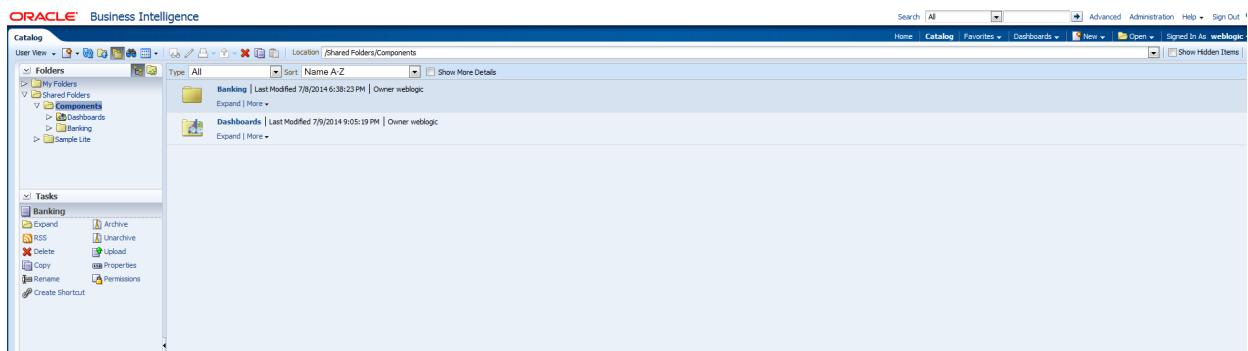 ORACLE Business Intelligence
Search All Advanced Administration Help Sign Out
Catalog
Home Catalog Favorites Dashboards New Open Signed In As weblogic
User View Location /Shared Folders/Components Show Hidden Items
Folders
Type All Sort Name A-Z Show More Details
My Folders
Shared Folders
Components
Dashboards
Banking
Sample Lite
Banking Last Modified 7/8/2014 6:38:23 PM Owner weblogic
Expand More
Dashboards Last Modified 7/9/2014 9:05:19 PM Owner weblogic
Expand More
Tasks
Banking
Expand Archive
RSS Unarchive
Delete Upload
Copy Properties
Rename Permissions
Create Shortcut